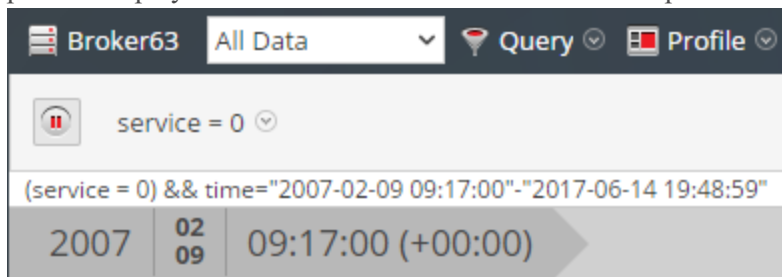 Broker63 All Data Query Profile
service = 0
(service = 0) && time="2007-02-09 09:17:00"-"2017-06-14 19:48:59"
2007 02 09 09:17:00 (+00:00)